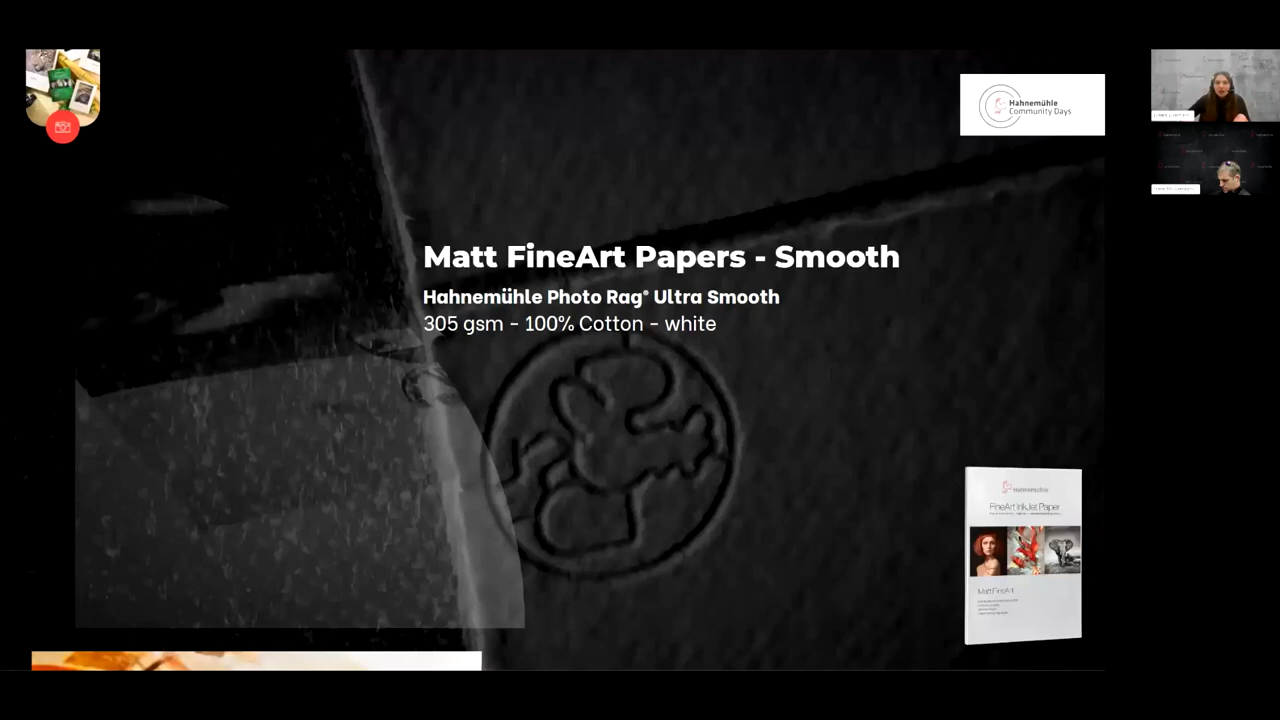 Hahnemühle
Community Days
Matt FineArt Papers - Smooth
Hahnemühle Photo Rag® Ultra Smooth
305 gsm - 100% Cotton - white
Hahnemühle
FineArt InkJet Paper
Matt FineArt